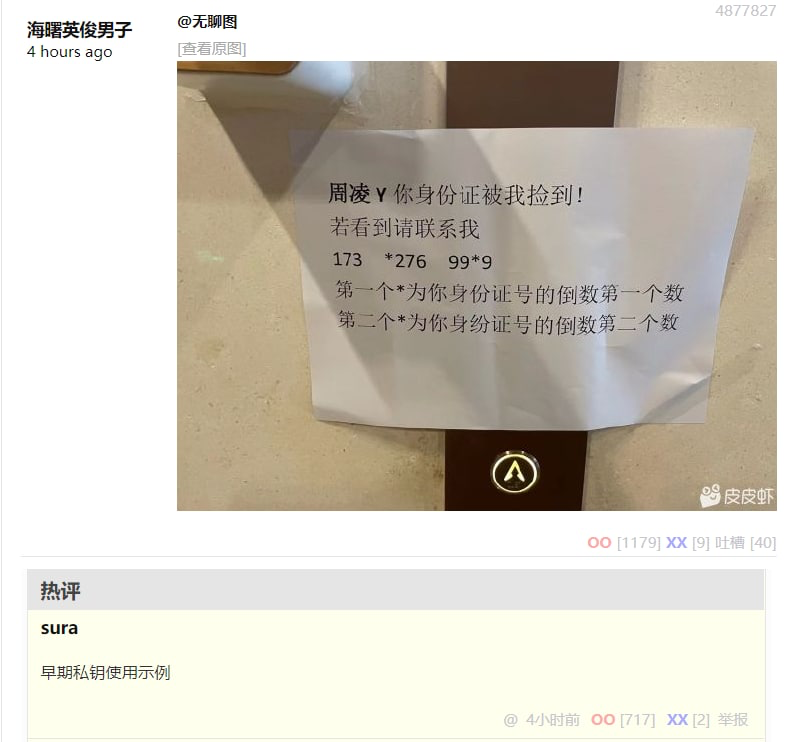 4877827
海曙英俊男子
4 hours ago
@无聊图
[查看原图]
周凌 Y 你身份证被我捡到！
若看到请联系我
173 *276 99*9
第一个*为你身份证号的倒数第一个数
第二个*为你身份证号的倒数第二个数
皮皮虾
OO [1179] XX [9] 吐槽 [40]
热评
sura
早期私钥使用示例
@ 4小时前 OO [717] XX [2] 举报